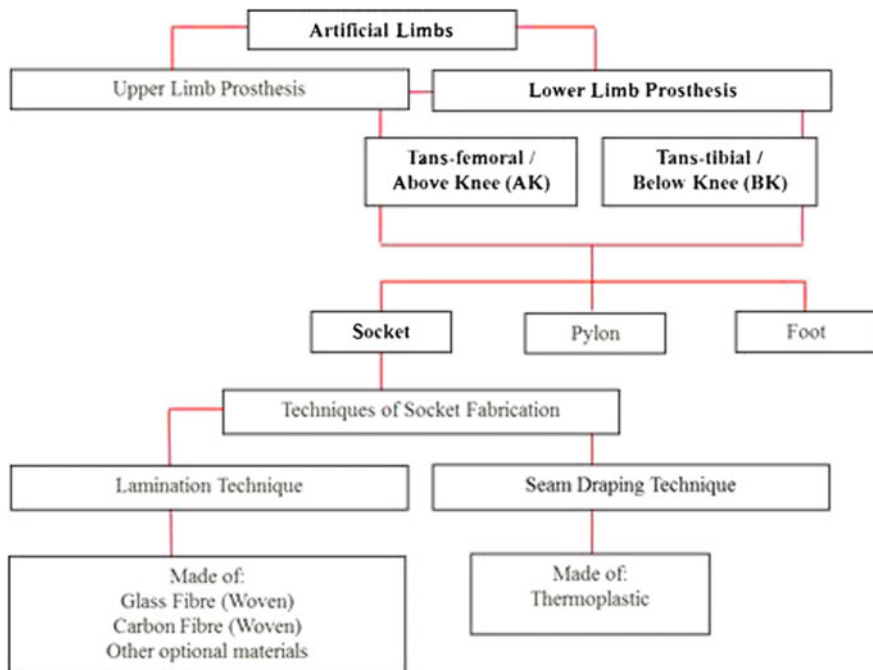 Artificial Limbs
Upper Limb Prosthesis
Lower Limb Prosthesis
Tans-femoral /
Above Knee (AK)
Tans-tibial /
Below Knee (BK)
Socket
Pylon
Foot
Techniques of Socket Fabrication
Lamination Technique
Seam Draping Technique
Made of:
Glass Fibre (Woven)
Carbon Fibre (Woven)
Other optional materials
Made of:
Thermoplastic